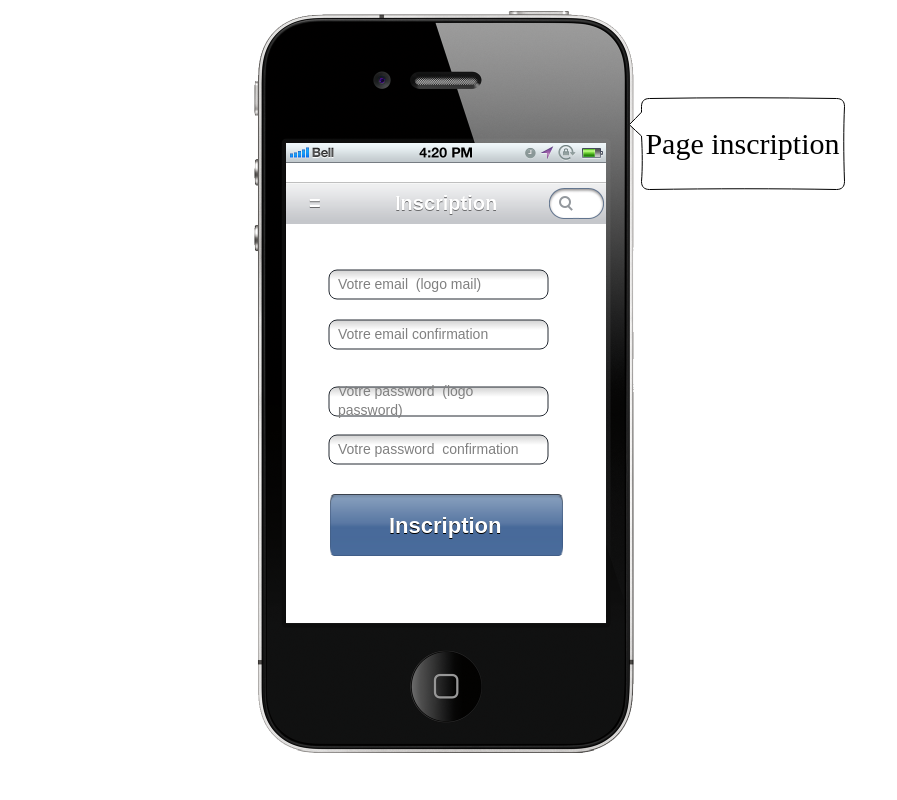 Bell 4:20 PM
Page inscription
= Inscription
Votre email  (logo mail)
Votre email confirmation
Votre password  (logo
password)
Votre password  confirmation
Inscription